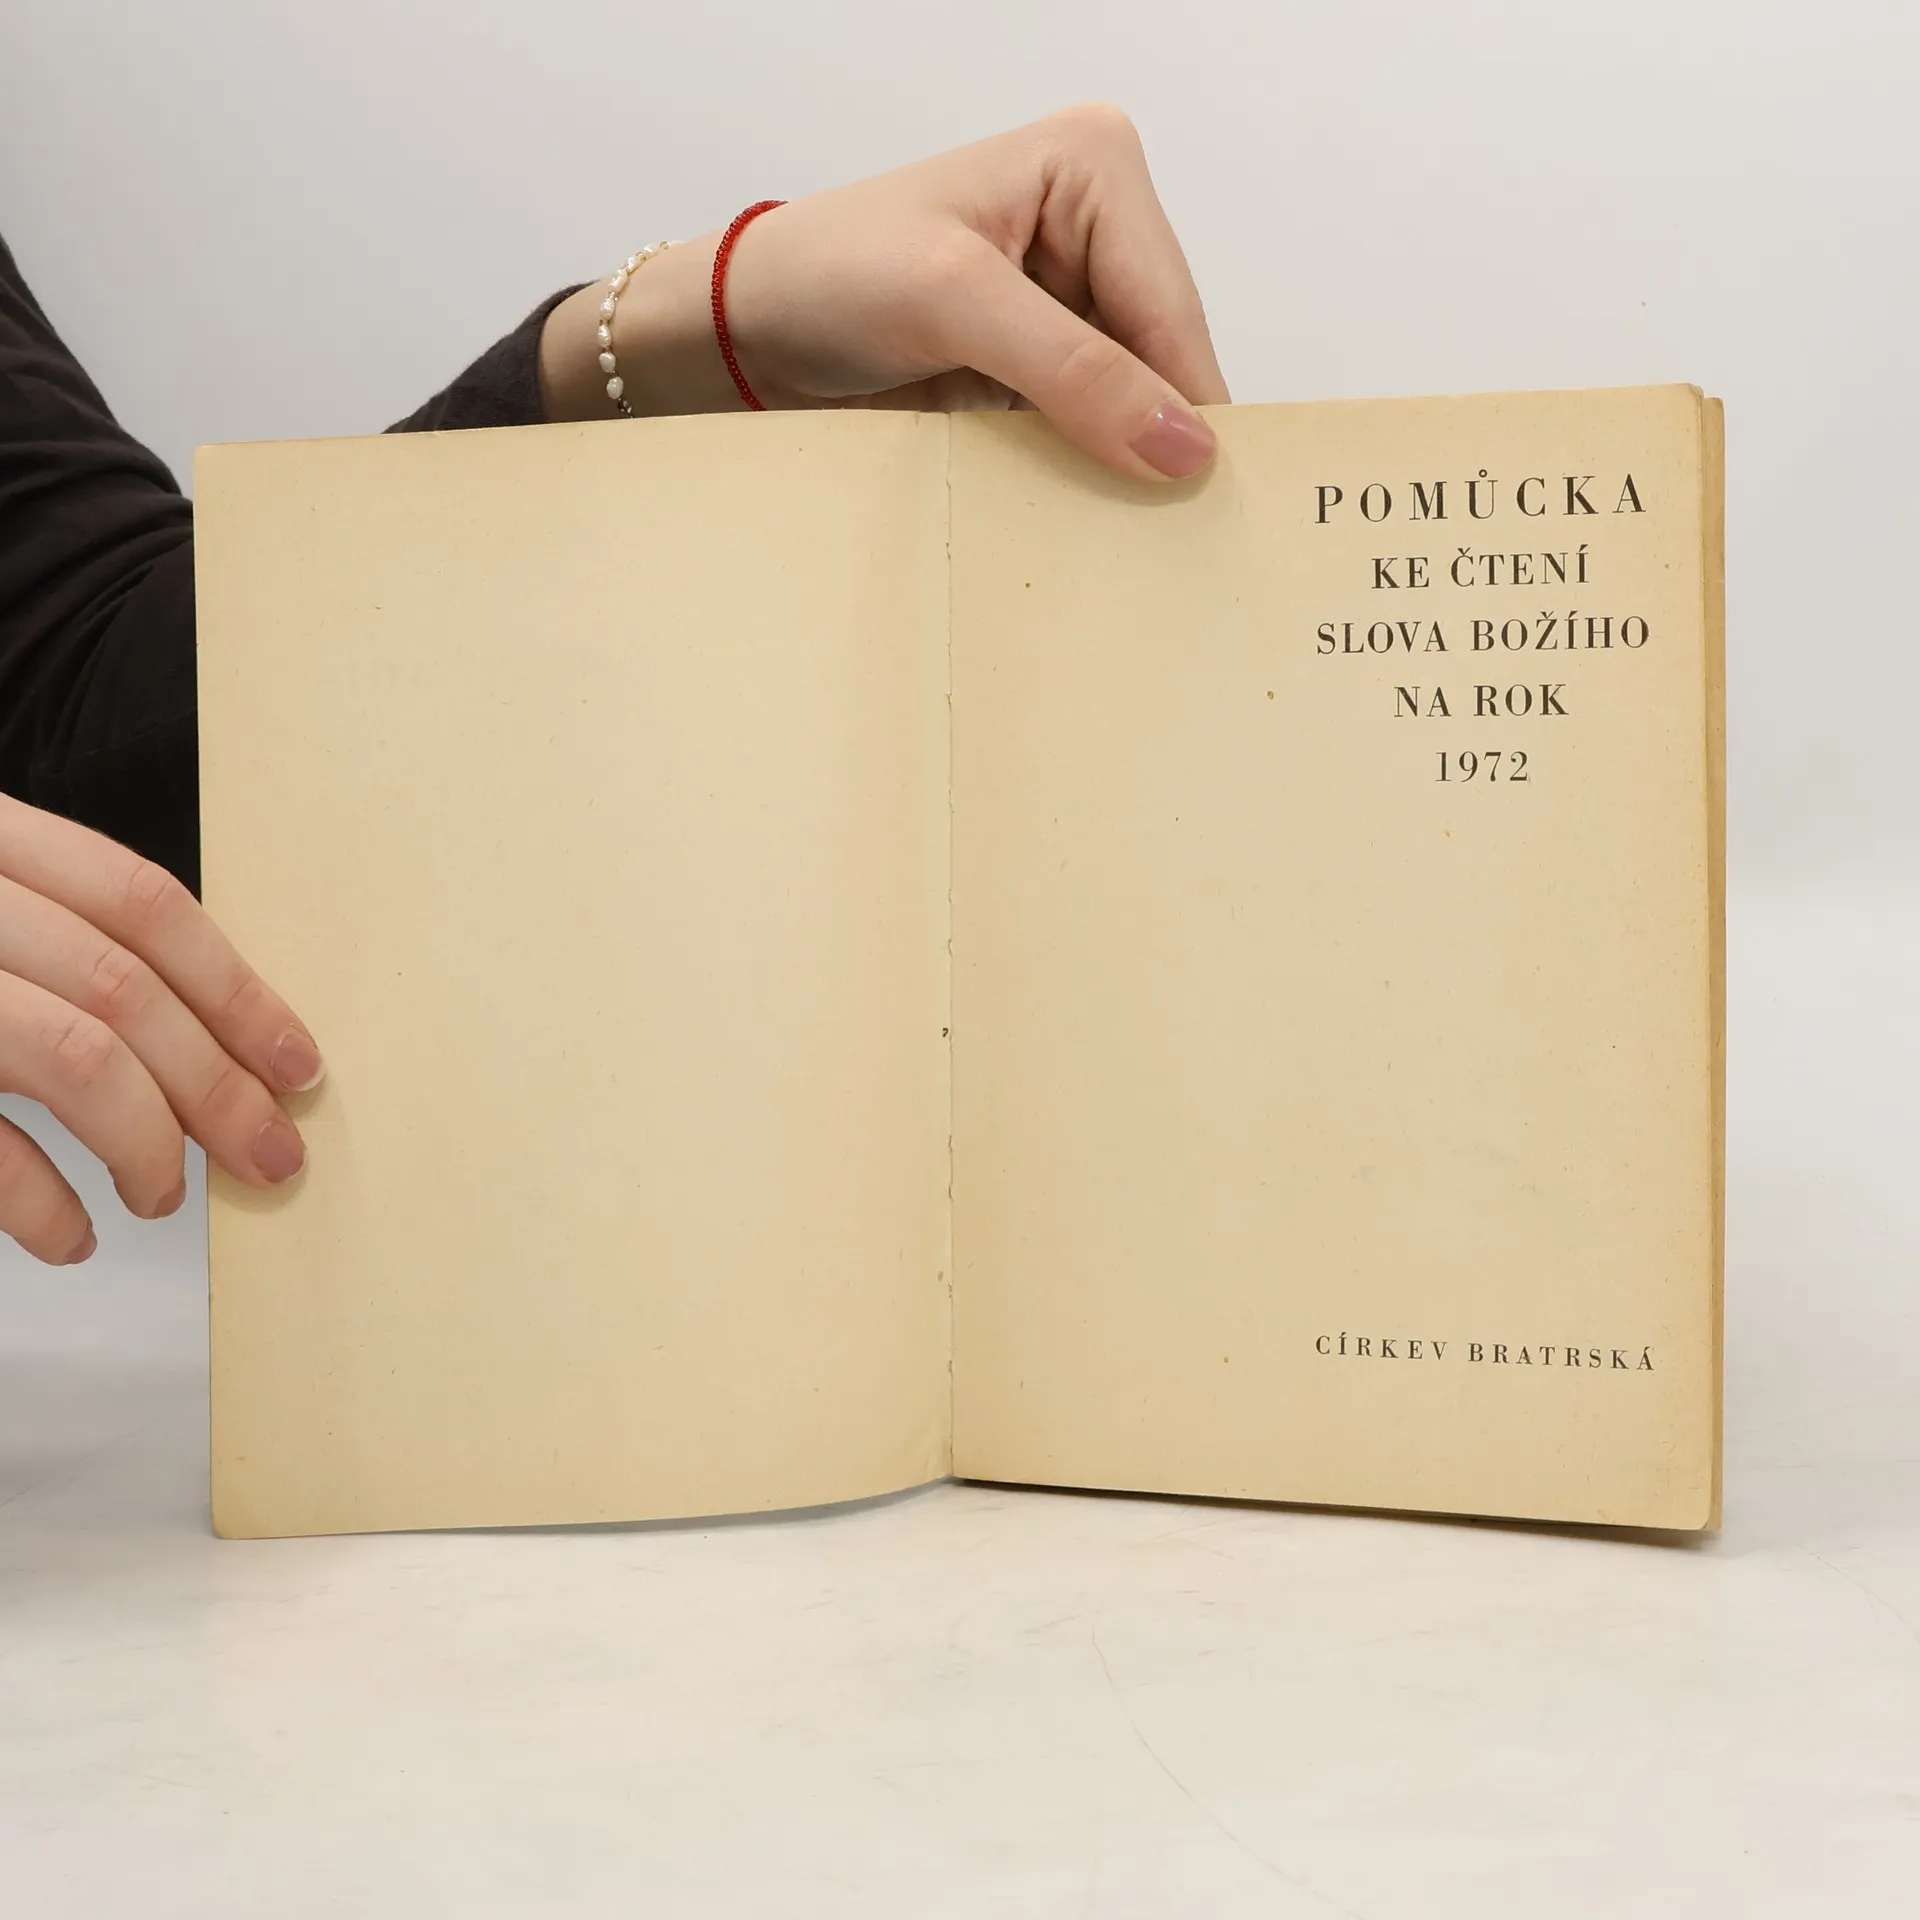 POMŮCKA
KE ČTENÍ
SLOVA BOŽÍHO
NA ROK
1972
CÍRKEV BRATRSKÁ